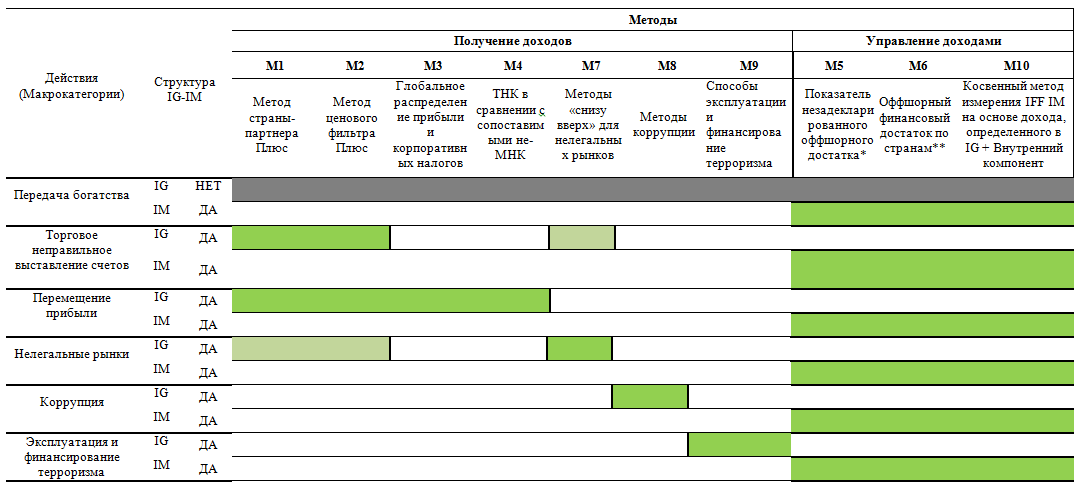 Методы
Действия
(Макрокатегории)
Структура
IG-IM
Получение доходов
Управление доходами
M1
M2
M3
M4
M7
M8
M9
M5
M6
M10
Метод
страны-
партнера
Плюс
Метод
ценового
фильтра
Плюс
Глобальное
распределен
ие прибыли
и
корпоратив
ных налогов
ТНК в
сравнении с
сопоставим
ыми не-
МНК
Методы
«снизу
вверх» для
нелегальны
х рынков
Методы
коррупции
Способы
эксплуатации
и
финансирова
ние
терроризма
Показатель
незадеклари
рованного
оффшорного
достатка*
Оффшорный
финансовый
достаток по
странам**
Косвенный метод
измерения IFF IM
на основе дохода,
определенного в
IG + Внутренний
компонент
Передача богатства
IG НЕТ
IM ДА
Торговое
неправильное
выставление счетов
IG ДА
IM ДА
Перемещение
прибыли
IG ДА
IM ДА
Нелегальные рынки
IG ДА
IM ДА
Коррупция
IG ДА
IM ДА
Эксплуатация и
финансирование
терроризма
IG ДА
IM ДА